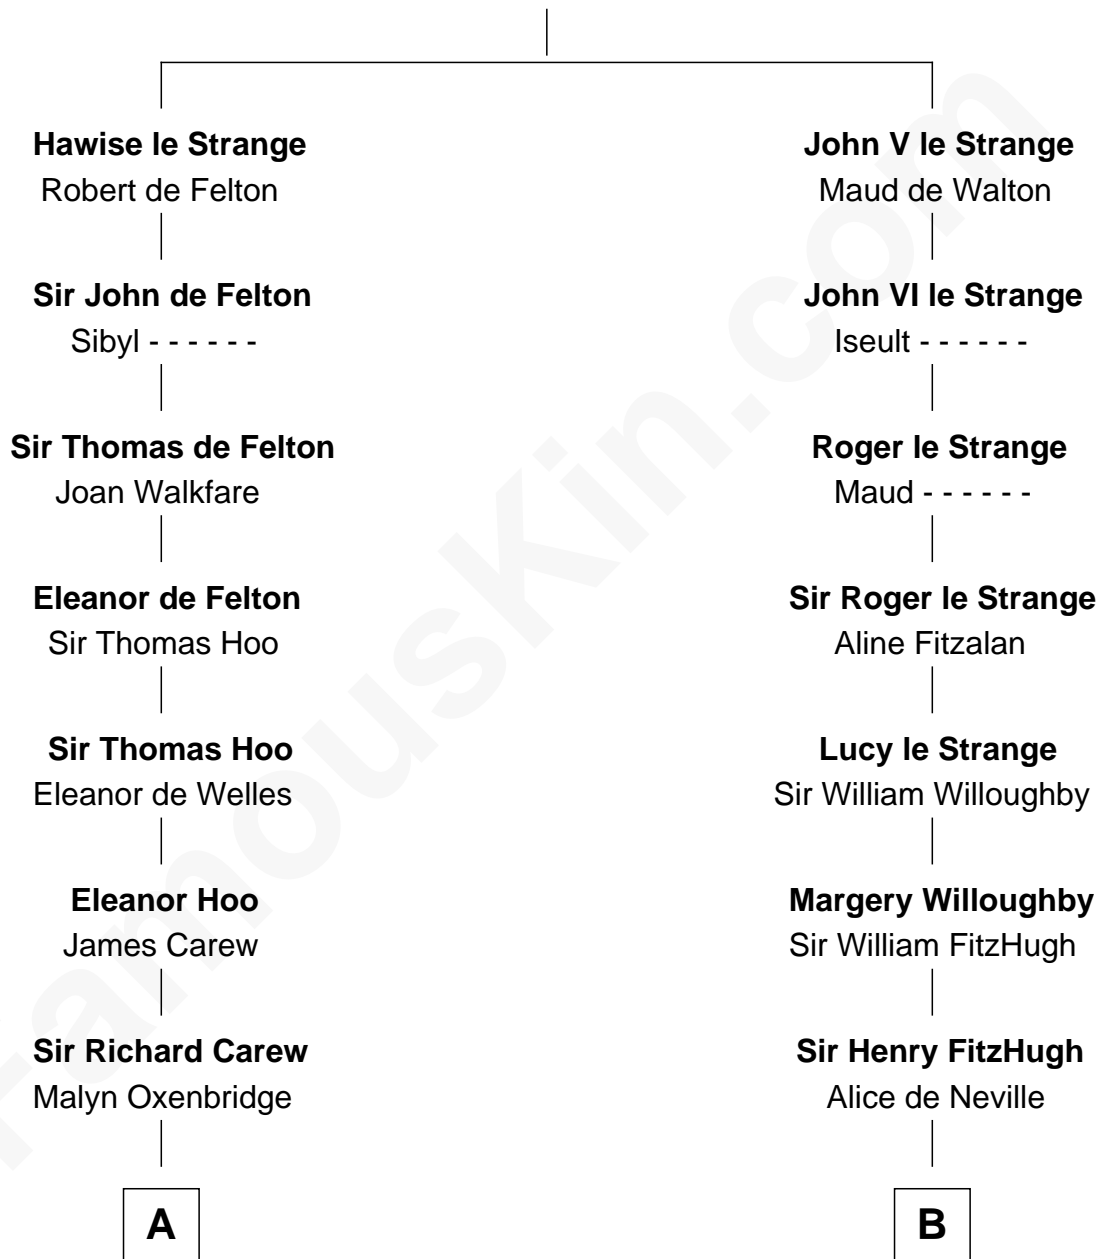 Hawise le Strange
Robert de Felton
Sir John de Felton
Sibyl - - - - - -
Sir Thomas de Felton
Joan Walkfare
Eleanor de Felton
Sir Thomas Hoo
Sir Thomas Hoo
Eleanor de Welles
Eleanor Hoo
James Carew
Sir Richard Carew
Malyn Oxenbridge
A
John V le Strange
Maud de Walton
John VI le Strange
Iseult - - - - - -
Roger le Strange
Maud - - - - - -
Sir Roger le Strange
Aline Fitzalan
Lucy le Strange
Sir William Willoughby
Margery Willoughby
Sir William FitzHugh
Sir Henry FitzHugh
Alice de Neville
B
FamousKin.com